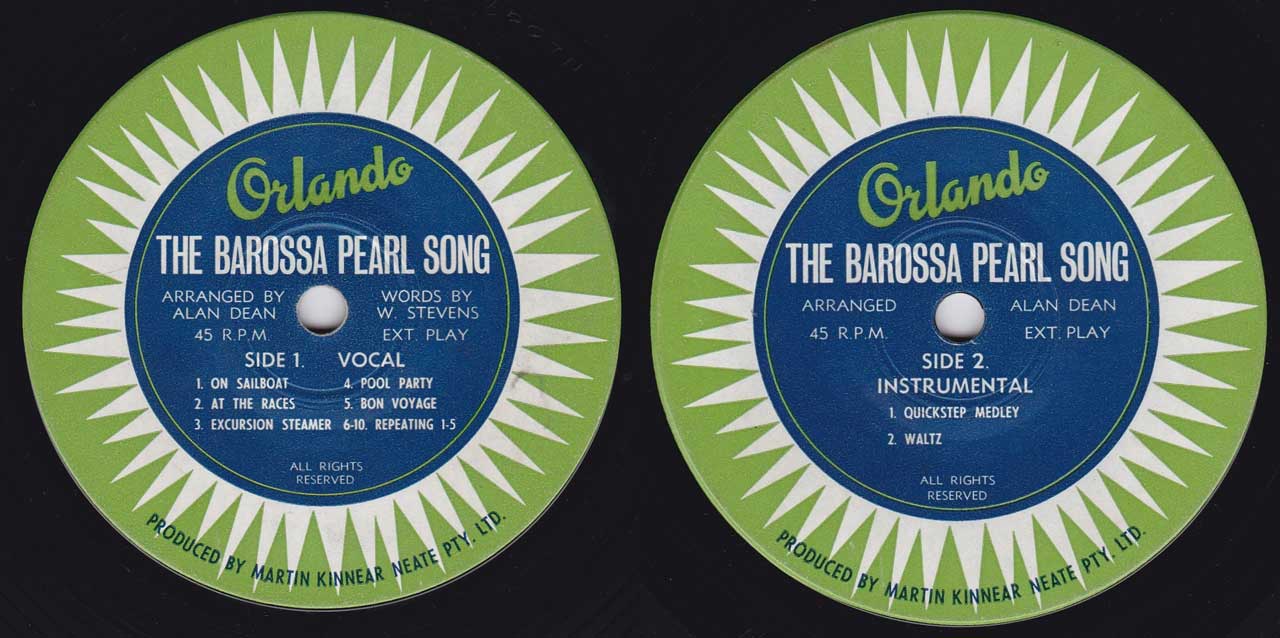 Orlando
THE BAROSSA PEARL SONG
ARRANGED BY WORDS BY
ALAN DEAN W. STEVENS
45 R.P.M. EXT. PLAY
SIDE 1. VOCAL
1. ON SAILBOAT 4. POOL PARTY
2. AT THE RACES 5. BON VOYAGE
3. EXCURSION STEAMER 6-10. REPEATING 1-5
ALL RIGHTS
RESERVED
PRODUCED BY MARTIN KINNEAR NEATE PTY. LTD.
Orlando
THE BAROSSA PEARL SONG
ARRANGED ALAN DEAN
45 R.P.M. EXT. PLAY
SIDE 2.
INSTRUMENTAL
1. QUICKSTEP MEDLEY
2. WALTZ
ALL RIGHTS
RESERVED
PRODUCED BY MARTIN KINNEAR NEATE PTY. LTD.